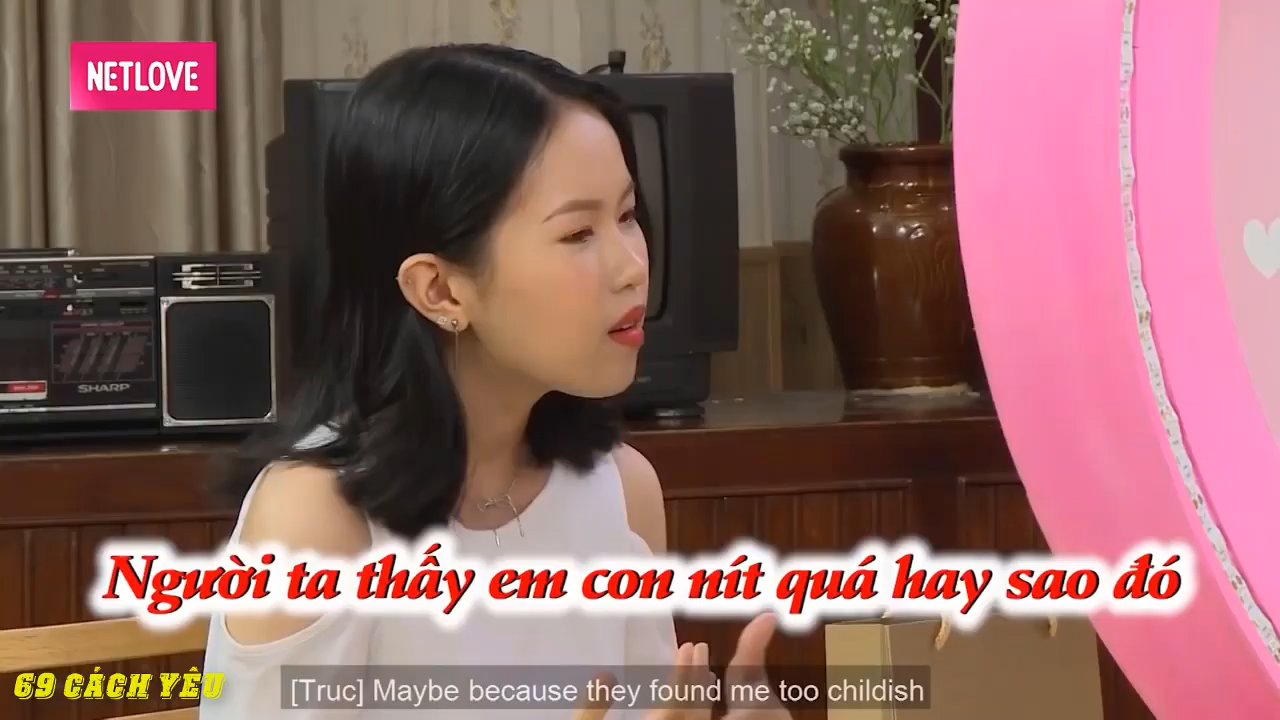 NETLOVE
SHARP
Người ta thấy em con nít quá hay sao đó
69 CÁCH YÊU
[Truc] Maybe because they found me too childish